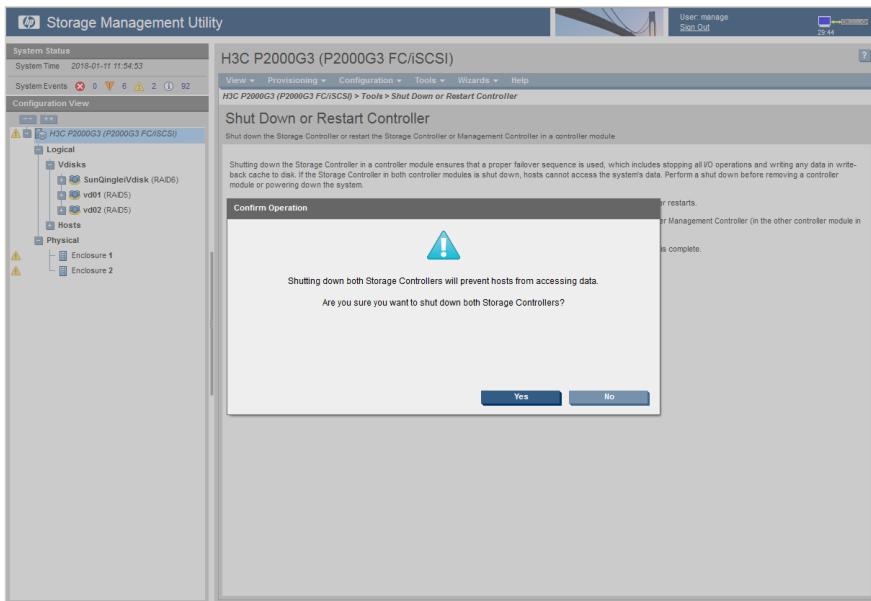 hp Storage Management Utility
User: manage
Sign Out
29:44
System Status
System Time 2018-01-11 11:54:53
System Events 0 6 2 92
Configuration View
H3C P2000G3 (P2000G3 FC/iSCSI)
Logical
Vdisks
SunQingleiVdisk (RAID6)
vd01 (RAID5)
vd02 (RAID5)
Hosts
Physical
Enclosure 1
Enclosure 2
H3C P2000G3 (P2000G3 FC/iSCSI)
?
View Provisioning Configuration Tools Wizards Help
H3C P2000G3 (P2000G3 FC/iSCSI) > Tools > Shut Down or Restart Controller
Shut Down or Restart Controller
Shut down the Storage Controller or restart the Storage Controller or Management Controller in a controller module
Shutting down the Storage Controller in a controller module ensures that a proper failover sequence is used, which includes stopping all I/O operations and writing any data in write-
back cache to disk. If the Storage Controller in both controller modules is shut down, hosts cannot access the system's data. Perform a shut down before removing a controller
module or powering down the system.
r restarts.
er Management Controller (in the other controller module in
is complete.
Confirm Operation
Shutting down both Storage Controllers will prevent hosts from accessing data.
Are you sure you want to shut down both Storage Controllers?
Yes No